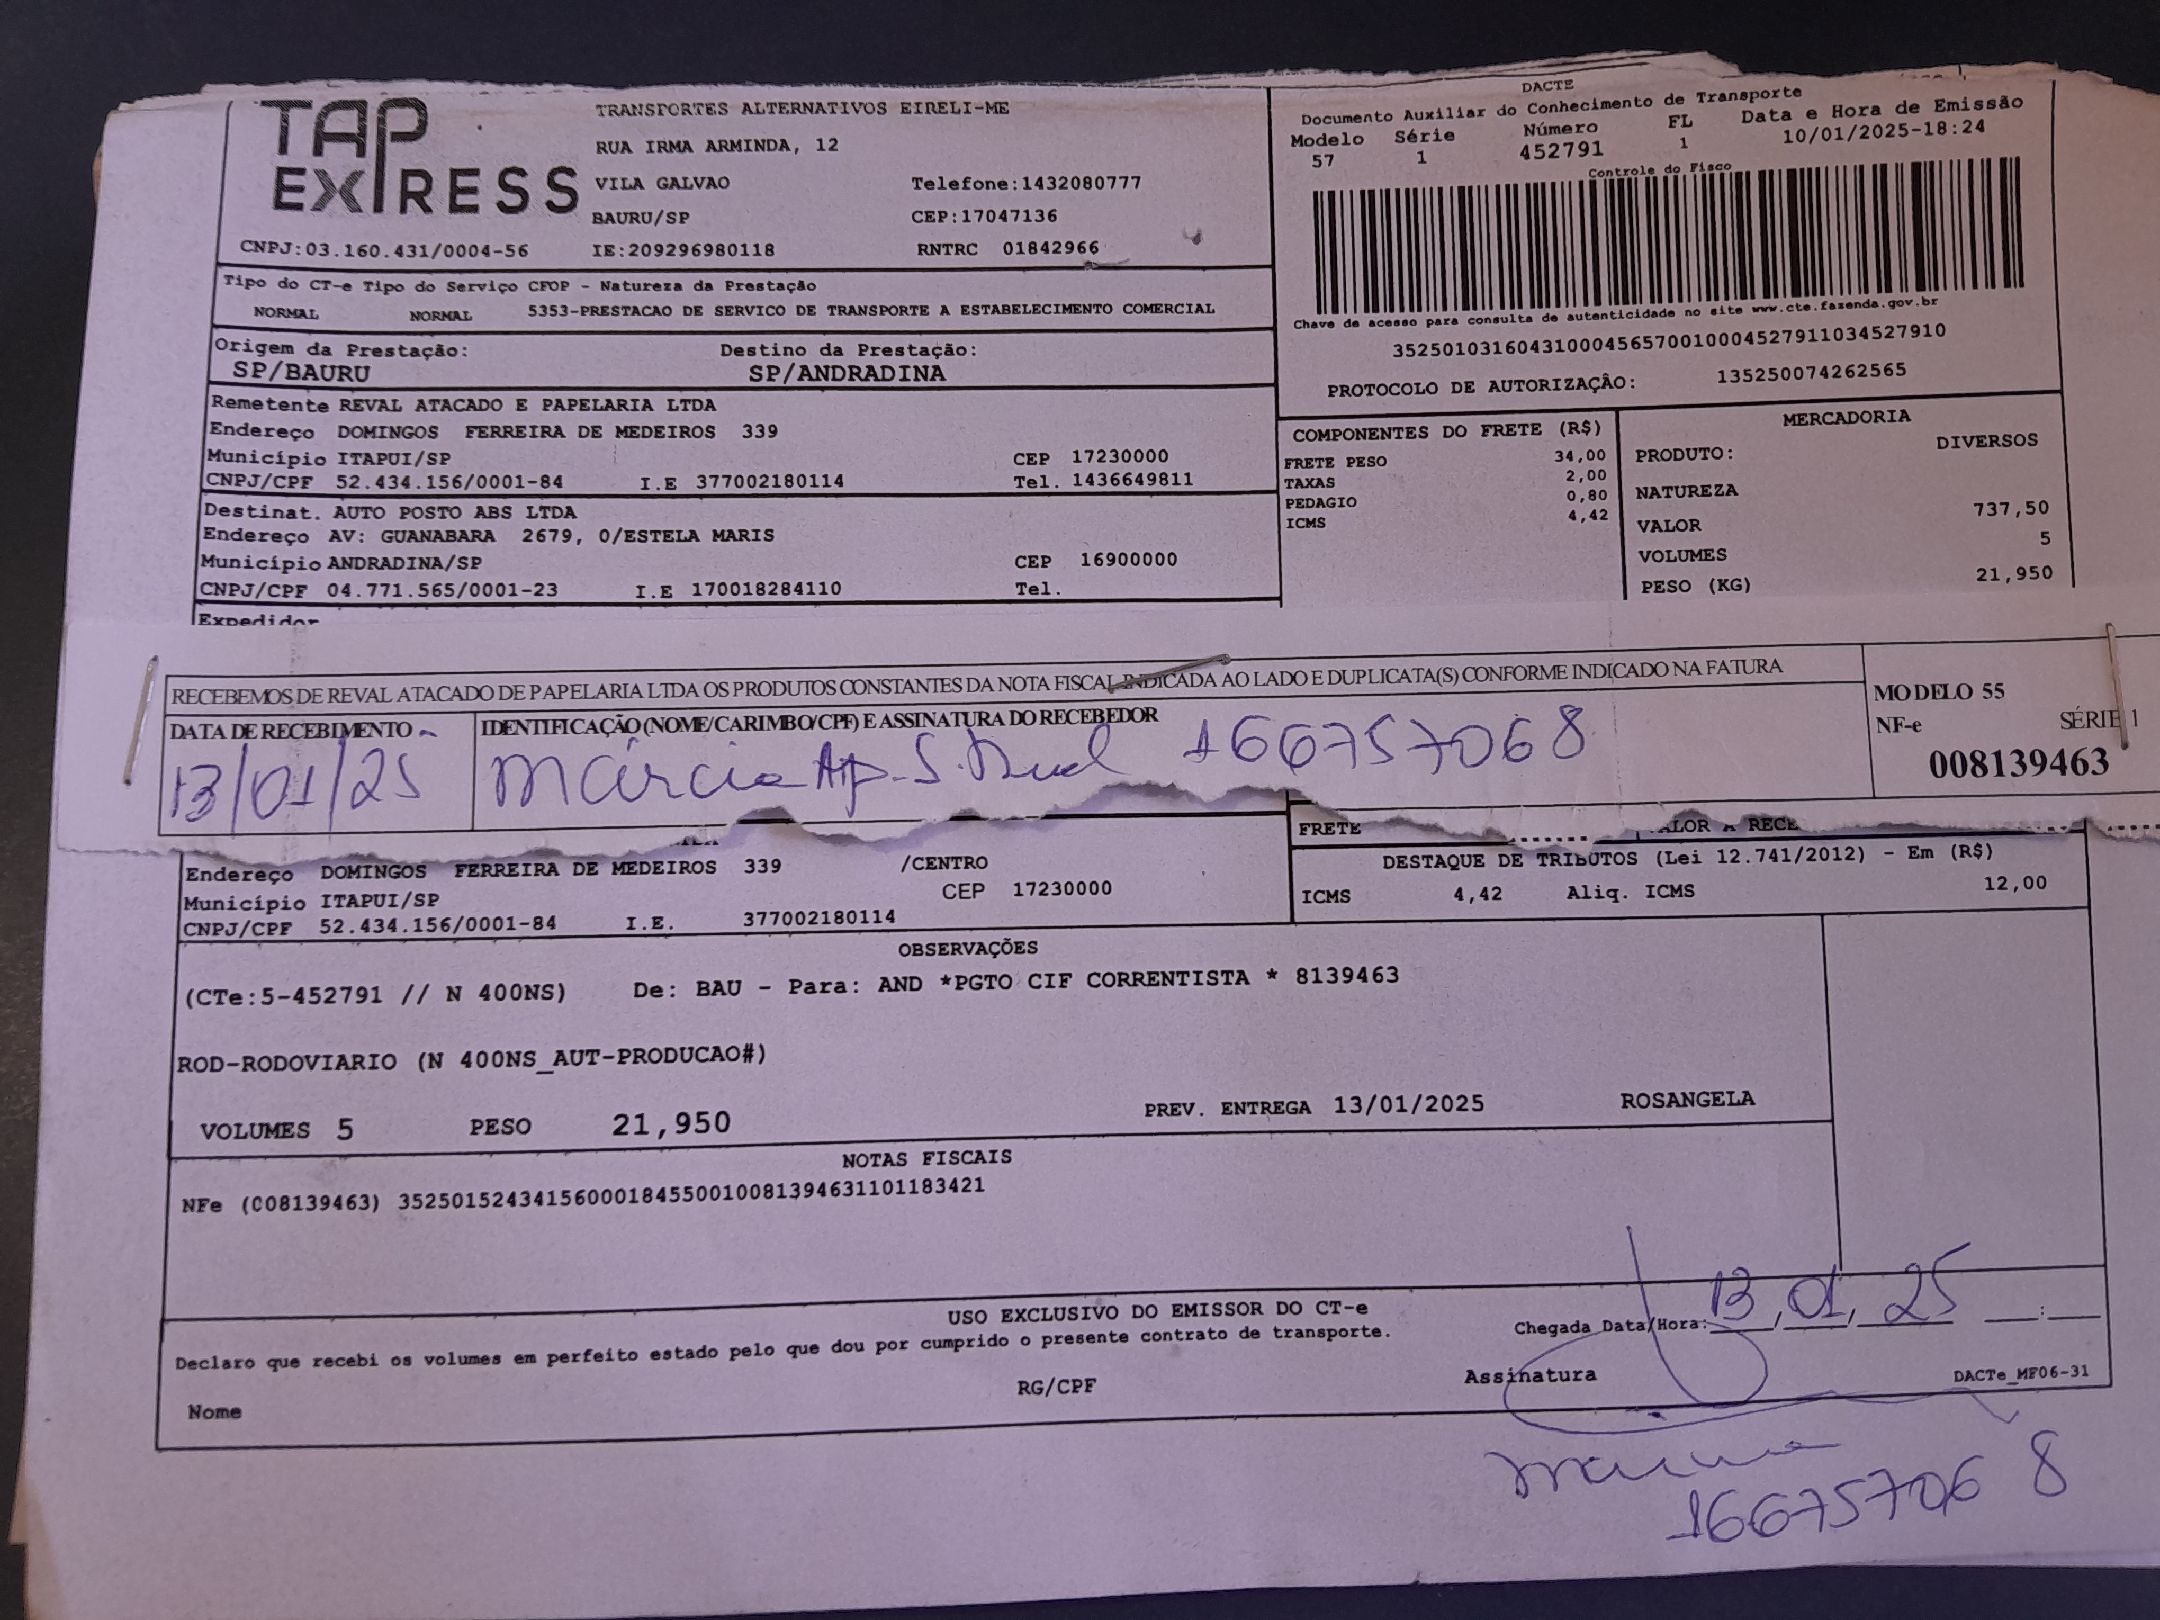 TAP EXPRESS
TRANSPORTES ALTERNATIVOS EIRELI-ME
RUA IRMA ARMINDA, 12
VILA GALVAO Telefone:1432080777
BAURU/SP CEP:17047136
CNPJ:03.160.431/0004-56 IE:209296980118 RNTRC 01842966
DACTE
Documento Auxiliar do Conhecimento de Transporte
Modelo Série Número FL Data e Hora de Emissão
57 1 452791 1 10/01/2025-18:24
Controle do Fisco
Chave de acesso para consulta de autenticidade no site www.cte.fazenda.gov.br
35250103160431000456570010004527911034527910
PROTOCOLO DE AUTORIZAÇÂO: 135250074262565
Tipo do CT-e Tipo do Serviço CFOP - Natureza da Prestação
NORMAL NORMAL 5353-PRESTACAO DE SERVICO DE TRANSPORTE A ESTABELECIMENTO COMERCIAL
Origem da Prestação: Destino da Prestação:
SP/BAURU SP/ANDRADINA
Remetente REVAL ATACADO E PAPELARIA LTDA
Endereço DOMINGOS FERREIRA DE MEDEIROS 339
Município ITAPUI/SP CEP 17230000
CNPJ/CPF 52.434.156/0001-84 I.E 377002180114 Tel. 1436649811
Destinat. AUTO POSTO ABS LTDA
Endereço AV: GUANABARA 2679, 0/ESTELA MARIS
Município ANDRADINA/SP CEP 16900000
CNPJ/CPF 04.771.565/0001-23 I.E 170018284110 Tel.
Expedidor
COMPONENTES DO FRETE (R$)
FRETE PESO 34,00
TAXAS 2,00
PEDAGIO 0,80
ICMS 4,42
MERCADORIA
PRODUTO: DIVERSOS
NATUREZA
VALOR 737,50
VOLUMES 5
PESO (KG) 21,950
RECEBEMOS DE REVAL ATACADO DE PAPELARIA LTDA OS PRODUTOS CONSTANTES DA NOTA FISCAL INDICADA AO LADO E DUPLICATA(S) CONFORME INDICADO NA FATURA
DATA DE RECEBIMENTO IDENTIFICAÇÃO (NOME/CARIMBO/CPF) E ASSINATURA DO RECEBEDOR
13/01/25 Márcia Ap. S. 166757068
MODELO 55
NF-e SÉRIE 1
008139463
FRETE VALOR A RECE
Endereço DOMINGOS FERREIRA DE MEDEIROS 339 /CENTRO
Município ITAPUI/SP CEP 17230000
CNPJ/CPF 52.434.156/0001-84 I.E. 377002180114
DESTAQUE DE TRIBUTOS (Lei 12.741/2012) - Em (R$)
ICMS 4,42 Aliq. ICMS 12,00
OBSERVAÇÕES
(CTe:5-452791 // N 400NS) De: BAU - Para: AND *PGTO CIF CORRENTISTA * 8139463
ROD-RODOVIARIO (N 400NS_AUT-PRODUCAO#)
VOLUMES 5 PESO 21,950 PREV. ENTREGA 13/01/2025 ROSANGELA
NOTAS FISCAIS
NFe (008139463) 35250152434156000184550010081394631101183421
USO EXCLUSIVO DO EMISSOR DO CT-e
Declaro que recebi os volumes em perfeito estado pelo que dou por cumprido o presente contrato de transporte.
Chegada Data/Hora: 13,01,25 __:__
Nome RG/CPF Assinatura DACTe_MF06-31
166757068